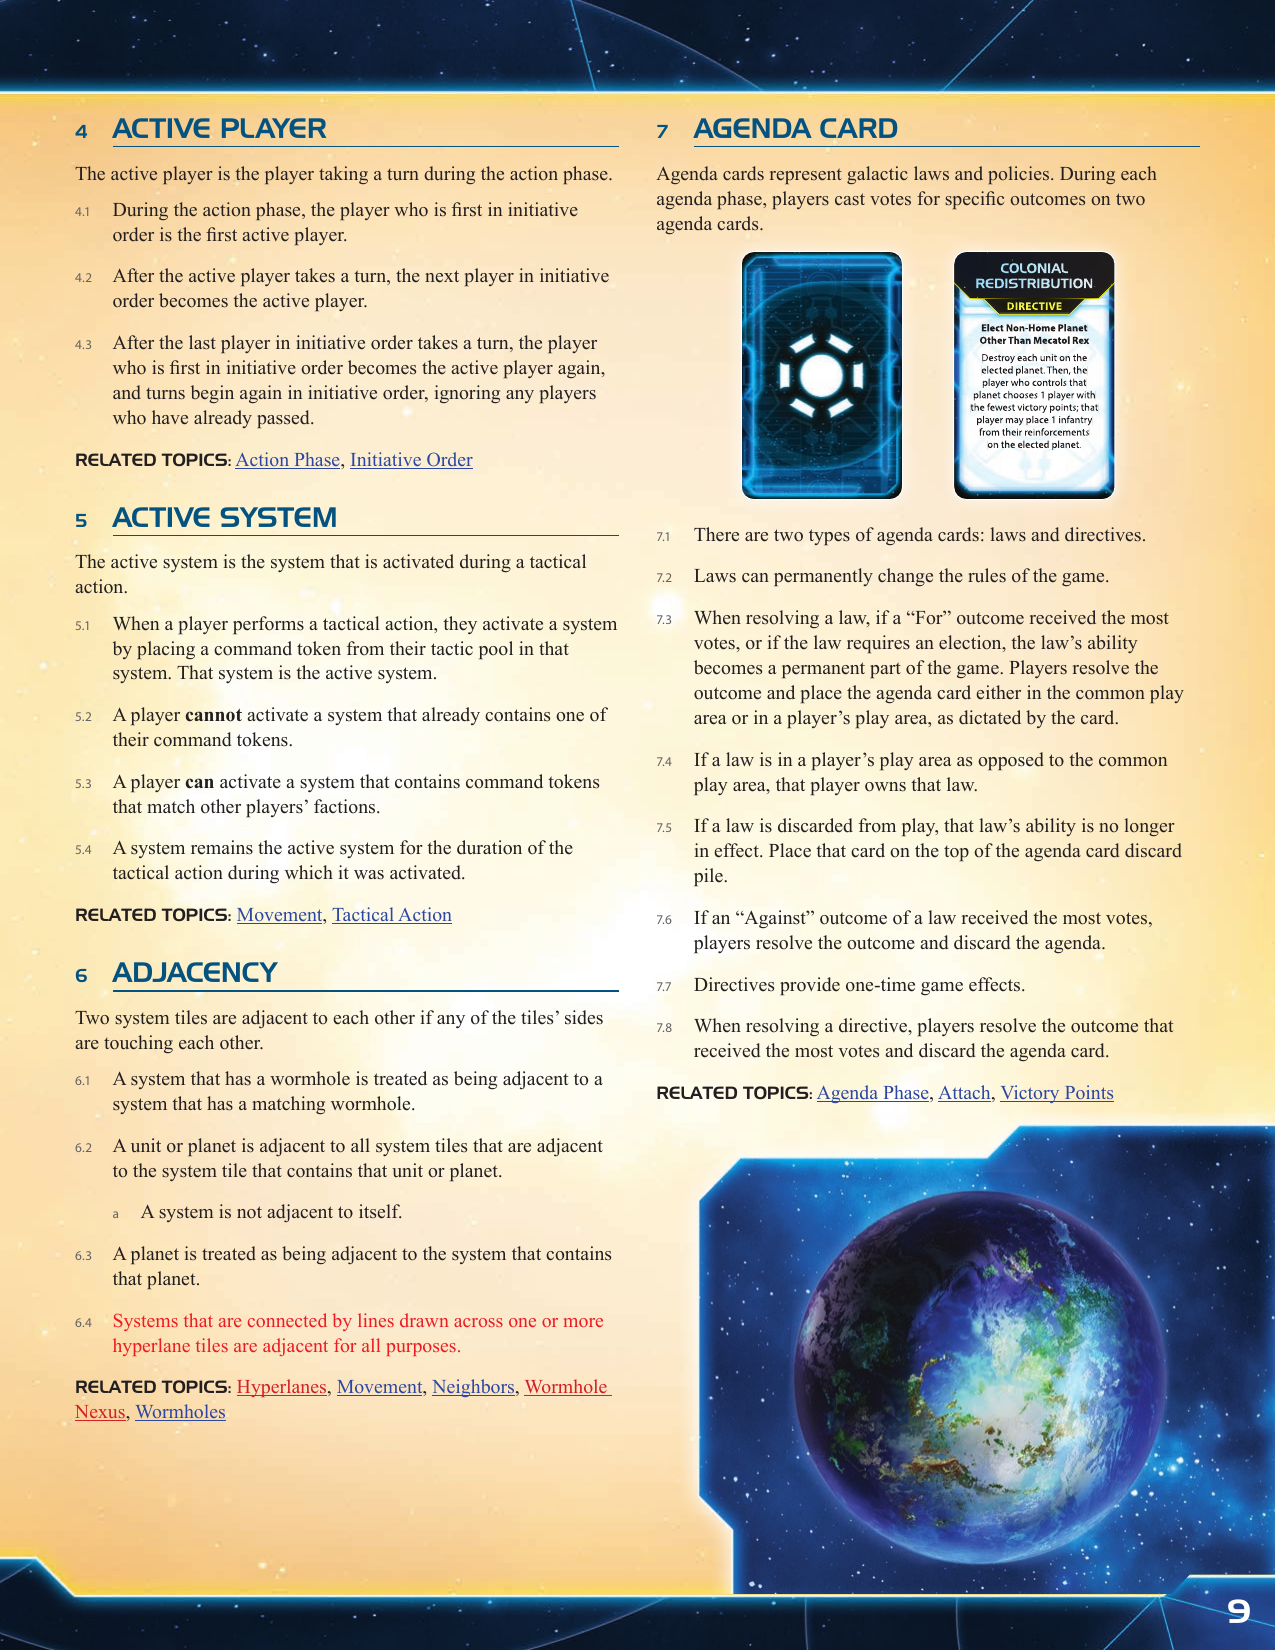 4 ACTIVE PLAYER
The active player is the player taking a turn during the action phase.
4.1 During the action phase, the player who is first in initiative
order is the first active player.
4.2 After the active player takes a turn, the next player in initiative
order becomes the active player.
4.3 After the last player in initiative order takes a turn, the player
who is first in initiative order becomes the active player again,
and turns begin again in initiative order, ignoring any players
who have already passed.
RELATED TOPICS: Action Phase, Initiative Order
5 ACTIVE SYSTEM
The active system is the system that is activated during a tactical
action.
5.1 When a player performs a tactical action, they activate a system
by placing a command token from their tactic pool in that
system. That system is the active system.
5.2 A player cannot activate a system that already contains one of
their command tokens.
5.3 A player can activate a system that contains command tokens
that match other players’ factions.
5.4 A system remains the active system for the duration of the
tactical action during which it was activated.
RELATED TOPICS: Movement, Tactical Action
6 ADJACENCY
Two system tiles are adjacent to each other if any of the tiles’ sides
are touching each other.
6.1 A system that has a wormhole is treated as being adjacent to a
system that has a matching wormhole.
6.2 A unit or planet is adjacent to all system tiles that are adjacent
to the system tile that contains that unit or planet.
a A system is not adjacent to itself.
6.3 A planet is treated as being adjacent to the system that contains
that planet.
6.4 Systems that are connected by lines drawn across one or more
hyperlane tiles are adjacent for all purposes.
RELATED TOPICS: Hyperlanes, Movement, Neighbors, Wormhole
Nexus, Wormholes
7 AGENDA CARD
Agenda cards represent galactic laws and policies. During each
agenda phase, players cast votes for specific outcomes on two
agenda cards.
COLONIAL
REDISTRIBUTION
DIRECTIVE
Elect Non-Home Planet
Other Than Mecatol Rex
Destroy each unit on the
elected planet. Then, the
player who controls that
planet chooses 1 player with
the fewest victory points; that
player may place 1 infantry
from their reinforcements
on the elected planet.
7.1 There are two types of agenda cards: laws and directives.
7.2 Laws can permanently change the rules of the game.
7.3 When resolving a law, if a “For” outcome received the most
votes, or if the law requires an election, the law’s ability
becomes a permanent part of the game. Players resolve the
outcome and place the agenda card either in the common play
area or in a player’s play area, as dictated by the card.
7.4 If a law is in a player’s play area as opposed to the common
play area, that player owns that law.
7.5 If a law is discarded from play, that law’s ability is no longer
in effect. Place that card on the top of the agenda card discard
pile.
7.6 If an “Against” outcome of a law received the most votes,
players resolve the outcome and discard the agenda.
7.7 Directives provide one-time game effects.
7.8 When resolving a directive, players resolve the outcome that
received the most votes and discard the agenda card.
RELATED TOPICS: Agenda Phase, Attach, Victory Points
9